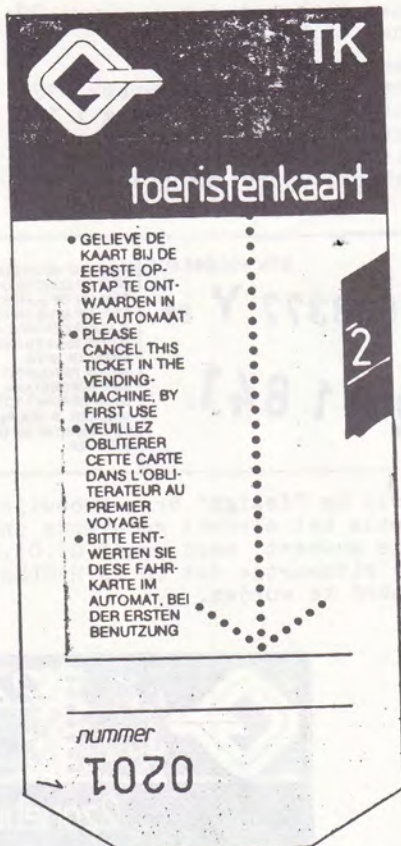 TK
toeristenkaart
• GELIEVE DE
KAART BIJ DE
EERSTE OP-
STAP TE ONT-
WAARDEN IN
DE AUTOMAAT
• PLEASE
CANCEL THIS
TICKET IN THE
VENDING-
MACHINE, BY
FIRST USE
• VEUILLEZ
OBLITERER
CETTE CARTE
DANS L'OBLI-
TERATEUR AU
PREMIER
VOYAGE
• BITTE ENT-
WERTEN SIE
DIESE FAHR-
KARTE IM
AUTOMAT, BEI
DER ERSTEN
BENUTZUNG
2
nummer
0201
1